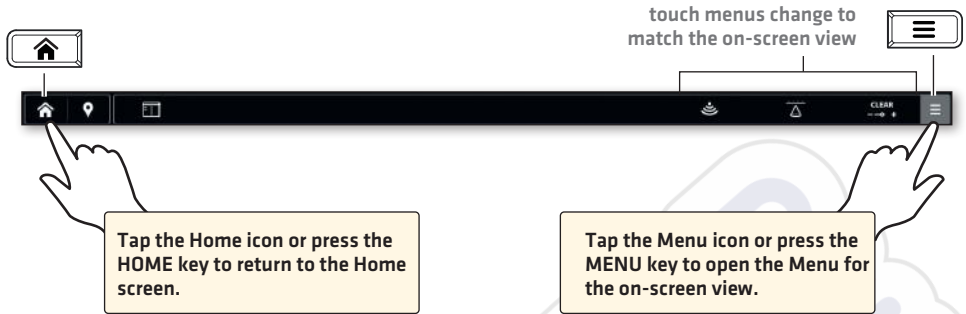 touch menus change to
match the on-screen view
CLEAR
Tap the Home icon or press the
HOME key to return to the Home
screen.
Tap the Menu icon or press the
MENU key to open the Menu for
the on-screen view.